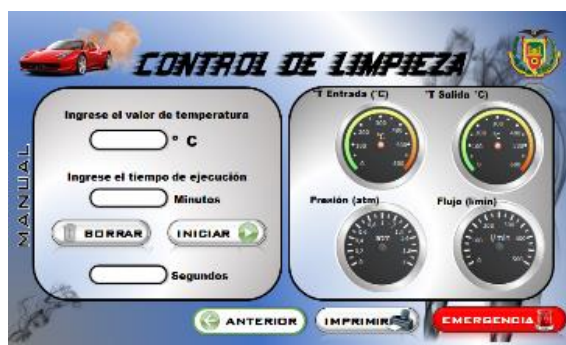 CONTROL DE LIMPIEZA
MANUAL
Ingrese el valor de temperatura
° C
Ingrese el tiempo de ejecución
Minutos
BORRAR
INICIAR
Segundos
°T Entrada (°C)
°T Salida °C)
Presión (atm)
Flujo (l/min)
ANTERIOR
IMPRIMIR
EMERGENCIA